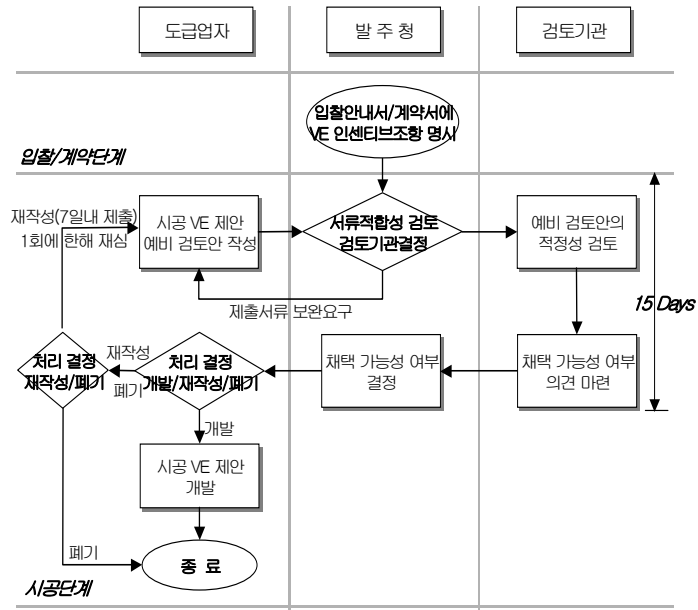 도급업자
발 주 청
검토기관
입찰안내서/계약서에
VE 인센티브조항 명시
입찰/계약단계
재작성(7일내 제출)
1회에 한해 재심
시공 VE 제안
예비 검토안 작성
서류적합성 검토
검토기관결정
예비 검토안의
적정성 검토
제출서류 보완요구
15 Days
처리 결정
재작성/폐기
재작성
폐기
처리 결정
개발/재작성/폐기
채택 가능성 여부
결정
채택 가능성 여부
의견 마련
개발
시공 VE 제안
개발
폐기
종 료
시공단계